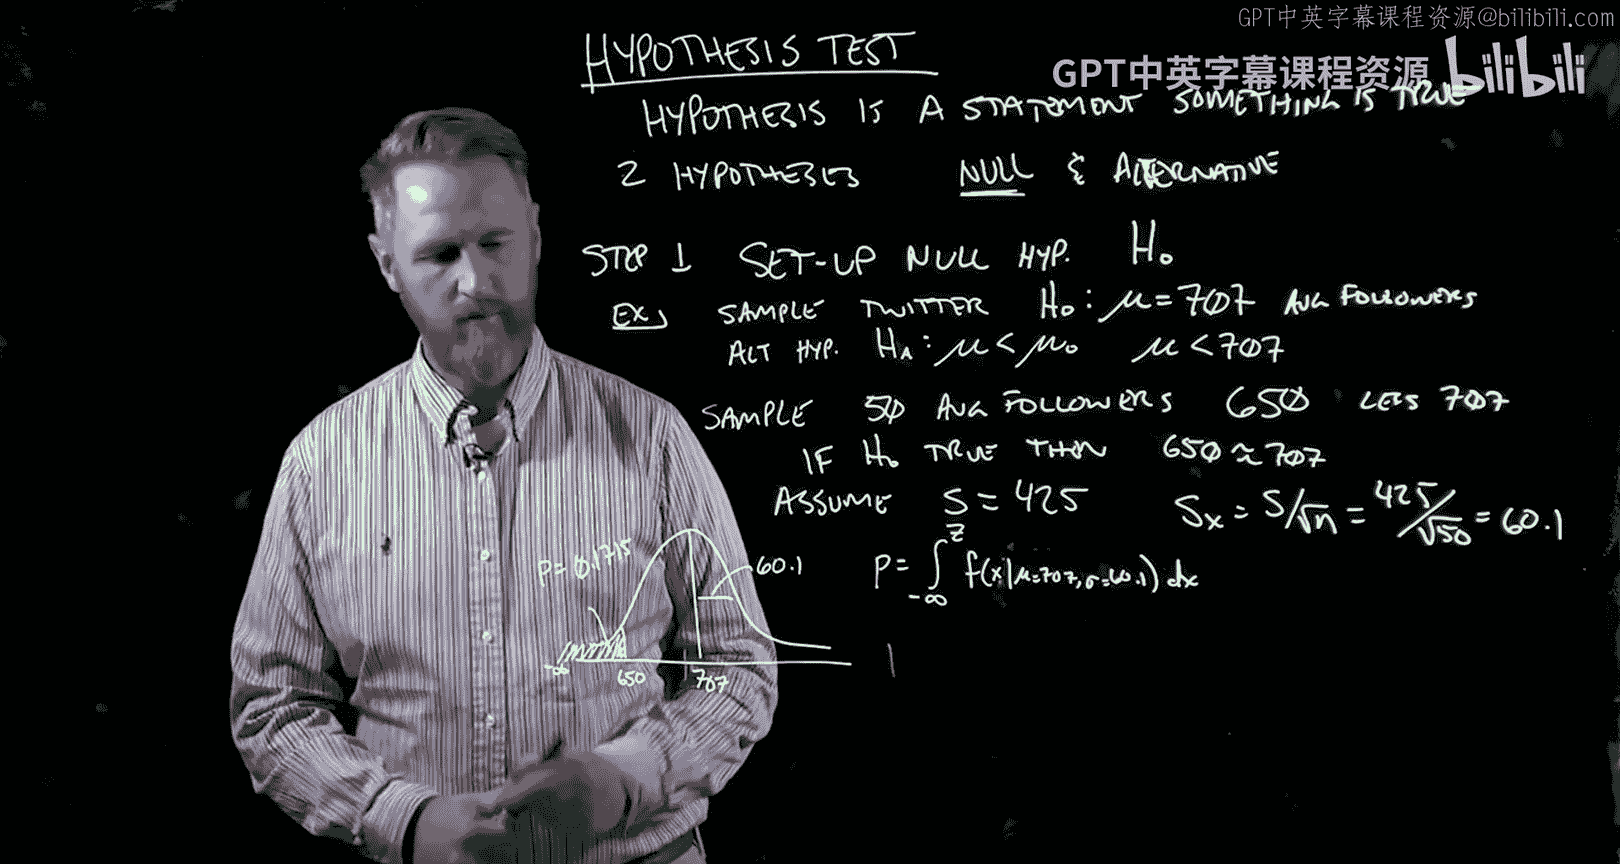 GPT中英字幕课程资源@bilibili.com
GPT中英字幕课程资源 bilibili
HYPOTHESIS TEST
HYPOTHESIS IS A STATEMENT SOMETHING IS TRUE
2 HYPOTHESES NULL & ALTERNATIVE
STEP 1 SET-UP NULL HYP. H₀
EX, SAMPLE TWITTER H₀: μ = 707 AVG FOLLOWERS
ALT HYP. Hₐ: μ < μ₀ μ < 707
SAMPLE 50 AVG FOLLOWERS 650 LESS 707
IF H₀ TRUE THEN 650 ≈ 707
ASSUME S = 425 Sₓ = S/√n = 425/√50 = 60.1
P = 0.1715 60.1 P = ∫_{-∞}^{z} f(x|μ=707, σ=60.1) dx
-∞ 650 707